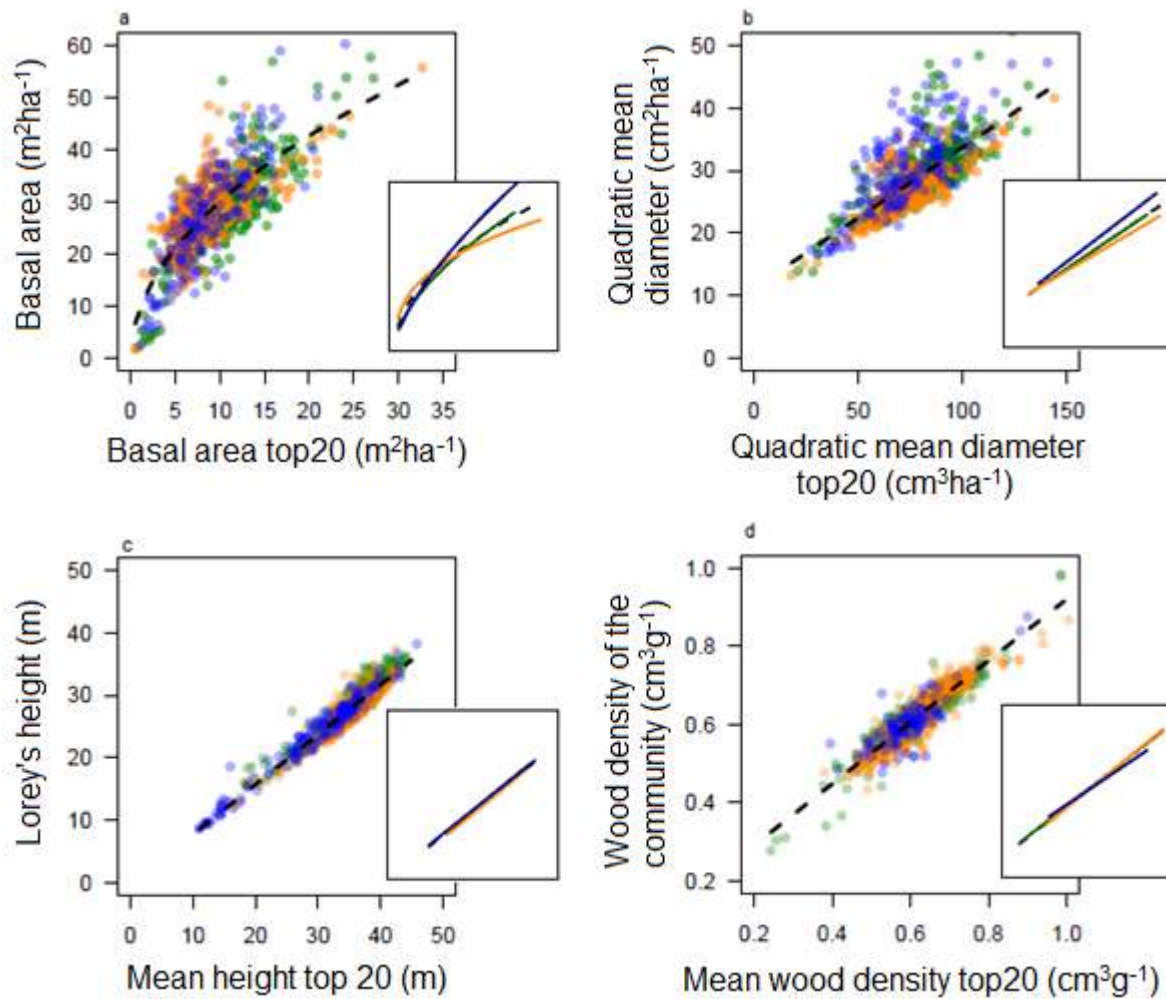 a
60
50
40
30
20
10
0
Basal area (m²ha⁻¹)
0 5 10 15 20 25 30 35
Basal area top20 (m²ha⁻¹)
b
50
40
30
20
10
0
Quadratic mean
diameter (cm²ha⁻¹)
0 50 100 150
Quadratic mean diameter
top20 (cm³ha⁻¹)
c
50
40
30
20
10
0
Lorey's height (m)
0 10 20 30 40 50
Mean height top 20 (m)
d
1.0
0.8
0.6
0.4
0.2
Wood density of the
community (cm³g⁻¹)
0.2 0.4 0.6 0.8 1.0
Mean wood density top20 (cm³g⁻¹)